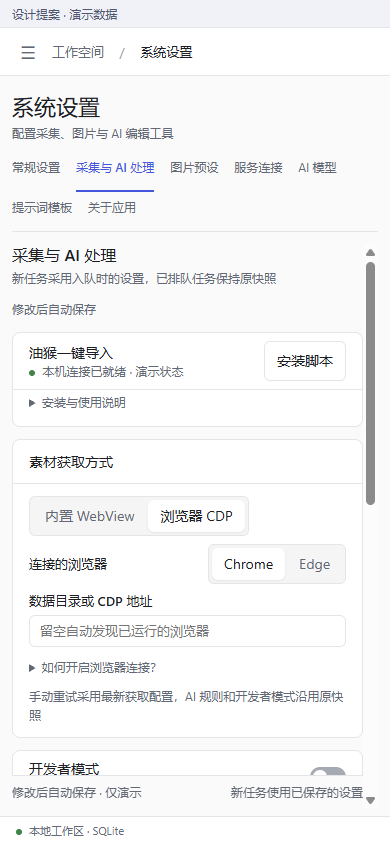 设计提案 · 演示数据
工作空间 / 系统设置
系统设置
配置采集、图片与 AI 编辑工具
常规设置 采集与 AI 处理 图片预设 服务连接 AI 模型
提示词模板 关于应用
采集与 AI 处理
新任务采用入队时的设置，已排队任务保持原快照
修改后自动保存
油猴一键导入
本机连接已就绪 · 演示状态
安装脚本
安装与使用说明
素材获取方式
内置 WebView 浏览器 CDP
连接的浏览器 Chrome Edge
数据目录或 CDP 地址
留空自动发现已运行的浏览器
如何开启浏览器连接？
手动重试采用最新获取配置，AI 规则和开发者模式沿用原快
照
开发者模式
修改后自动保存 · 仅演示 新任务使用已保存的设置
本地工作区 · SQLite